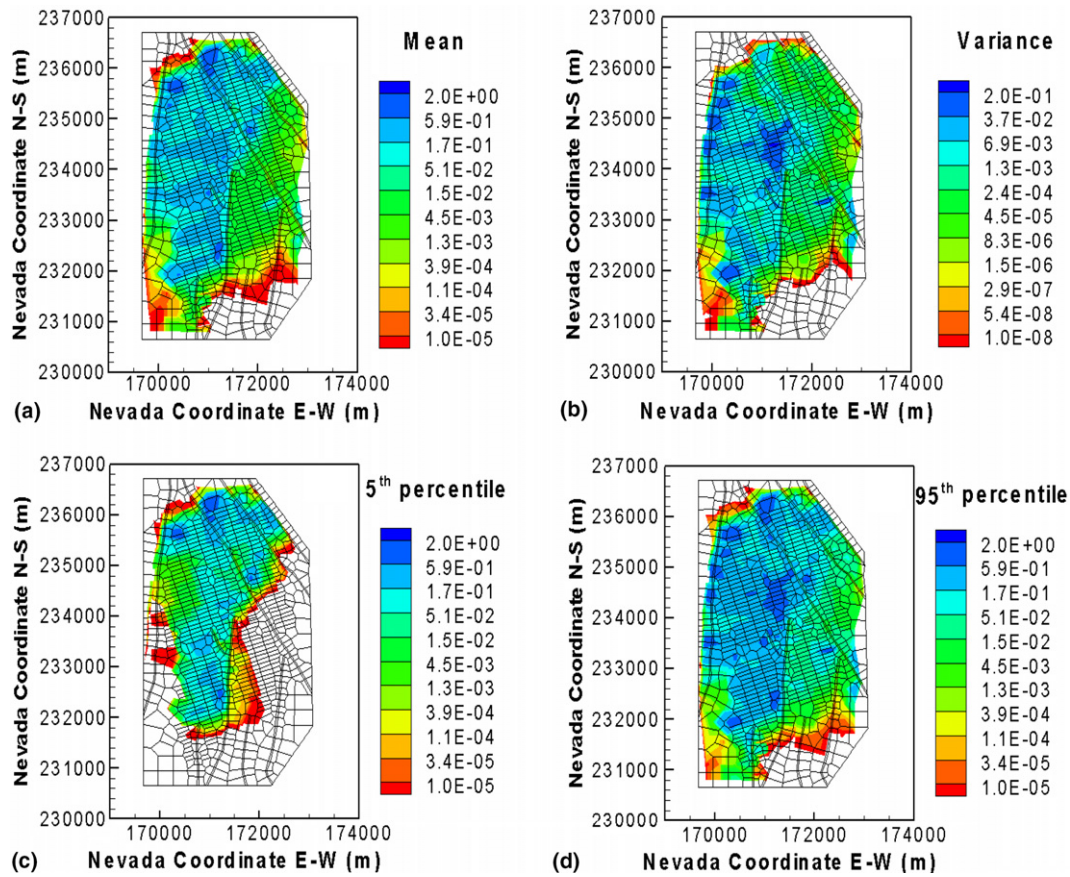 237000
236000
235000
234000
233000
232000
231000
230000
170000 172000 174000
Nevada Coordinate N-S (m)
Nevada Coordinate E-W (m)
Mean
2.0E+00
5.9E-01
1.7E-01
5.1E-02
1.5E-02
4.5E-03
1.3E-03
3.9E-04
1.1E-04
3.4E-05
1.0E-05
(a)
237000
236000
235000
234000
233000
232000
231000
230000
170000 172000 174000
Nevada Coordinate N-S (m)
Nevada Coordinate E-W (m)
Variance
2.0E-01
3.7E-02
6.9E-03
1.3E-03
2.4E-04
4.5E-05
8.3E-06
1.5E-06
2.9E-07
5.4E-08
1.0E-08
(b)
237000
236000
235000
234000
233000
232000
231000
230000
170000 172000 174000
Nevada Coordinate N-S (m)
Nevada Coordinate E-W (m)
5th percentile
2.0E+00
5.9E-01
1.7E-01
5.1E-02
1.5E-02
4.5E-03
1.3E-03
3.9E-04
1.1E-04
3.4E-05
1.0E-05
(c)
237000
236000
235000
234000
233000
232000
231000
230000
170000 172000 174000
Nevada Coordinate N-S (m)
Nevada Coordinate E-W (m)
95th percentile
2.0E+00
5.9E-01
1.7E-01
5.1E-02
1.5E-02
4.5E-03
1.3E-03
3.9E-04
1.1E-04
3.4E-05
1.0E-05
(d)